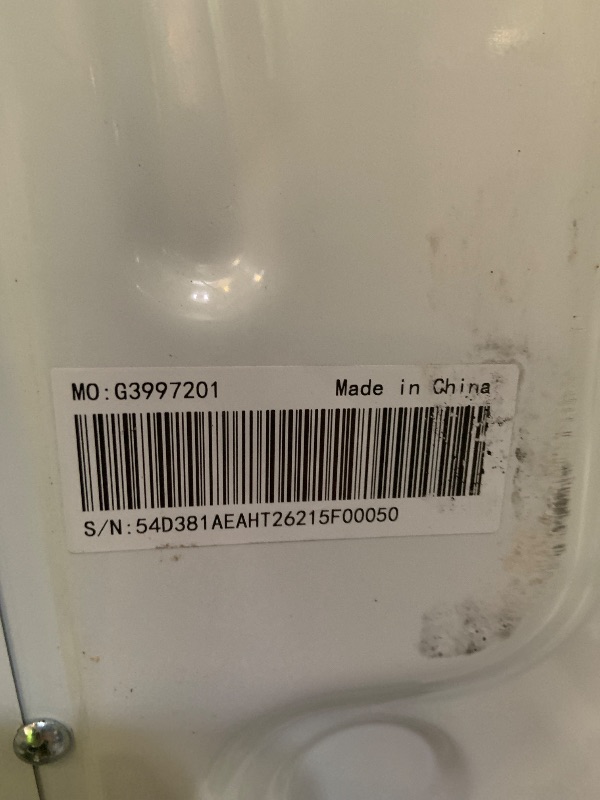 MO:G3997201 Made in China
S/N:54D381AEAHT26215F00050